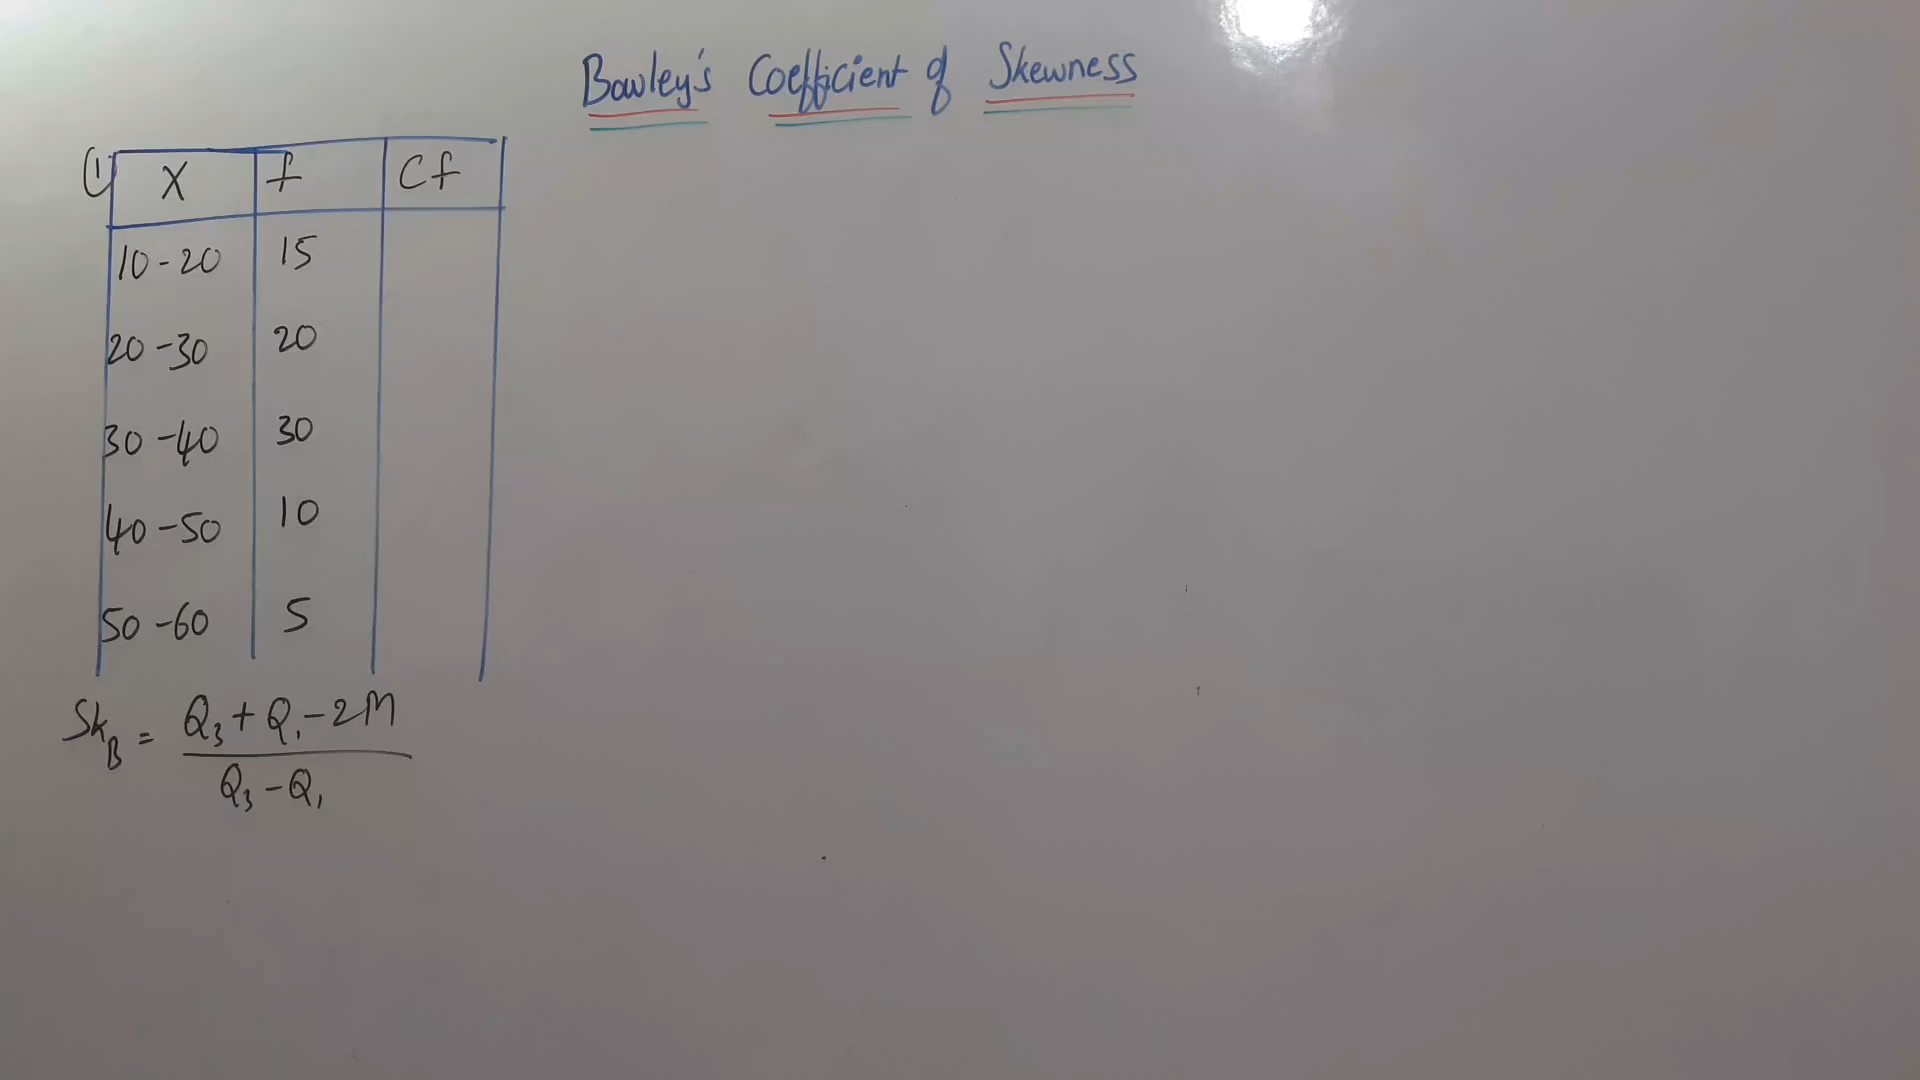 Bowley's Coefficient of Skewness
(1 X f Cf
10-20 15
20-30 20
30-40 30
40-50 10
50-60 5
Sk_B = Q₃ + Q₁ - 2M
Q₃ - Q₁